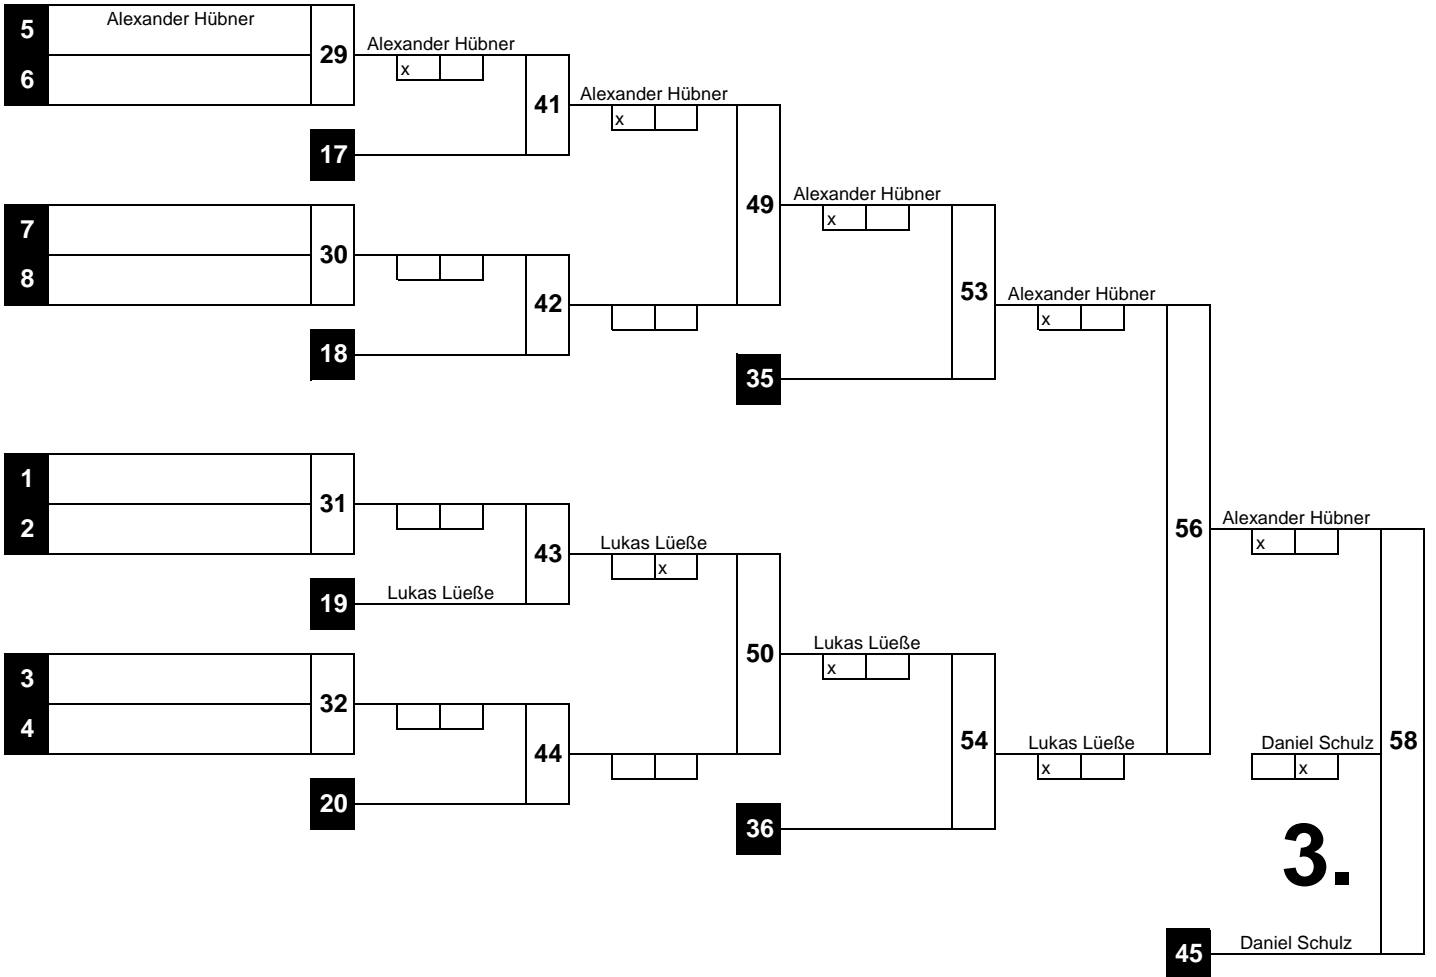 5
Alexander Hübner
6
29
Alexander Hübner
x
17
41
Alexander Hübner
x
7
8
30
18
42
49
Alexander Hübner
x
35
53
Alexander Hübner
x
1
2
31
19
Lukas Lüeße
43
Lukas Lüeße
x
3
4
32
20
44
50
Lukas Lüeße
x
36
54
Lukas Lüeße
x
56
Alexander Hübner
x
Daniel Schulz
x
58
3.
45
Daniel Schulz